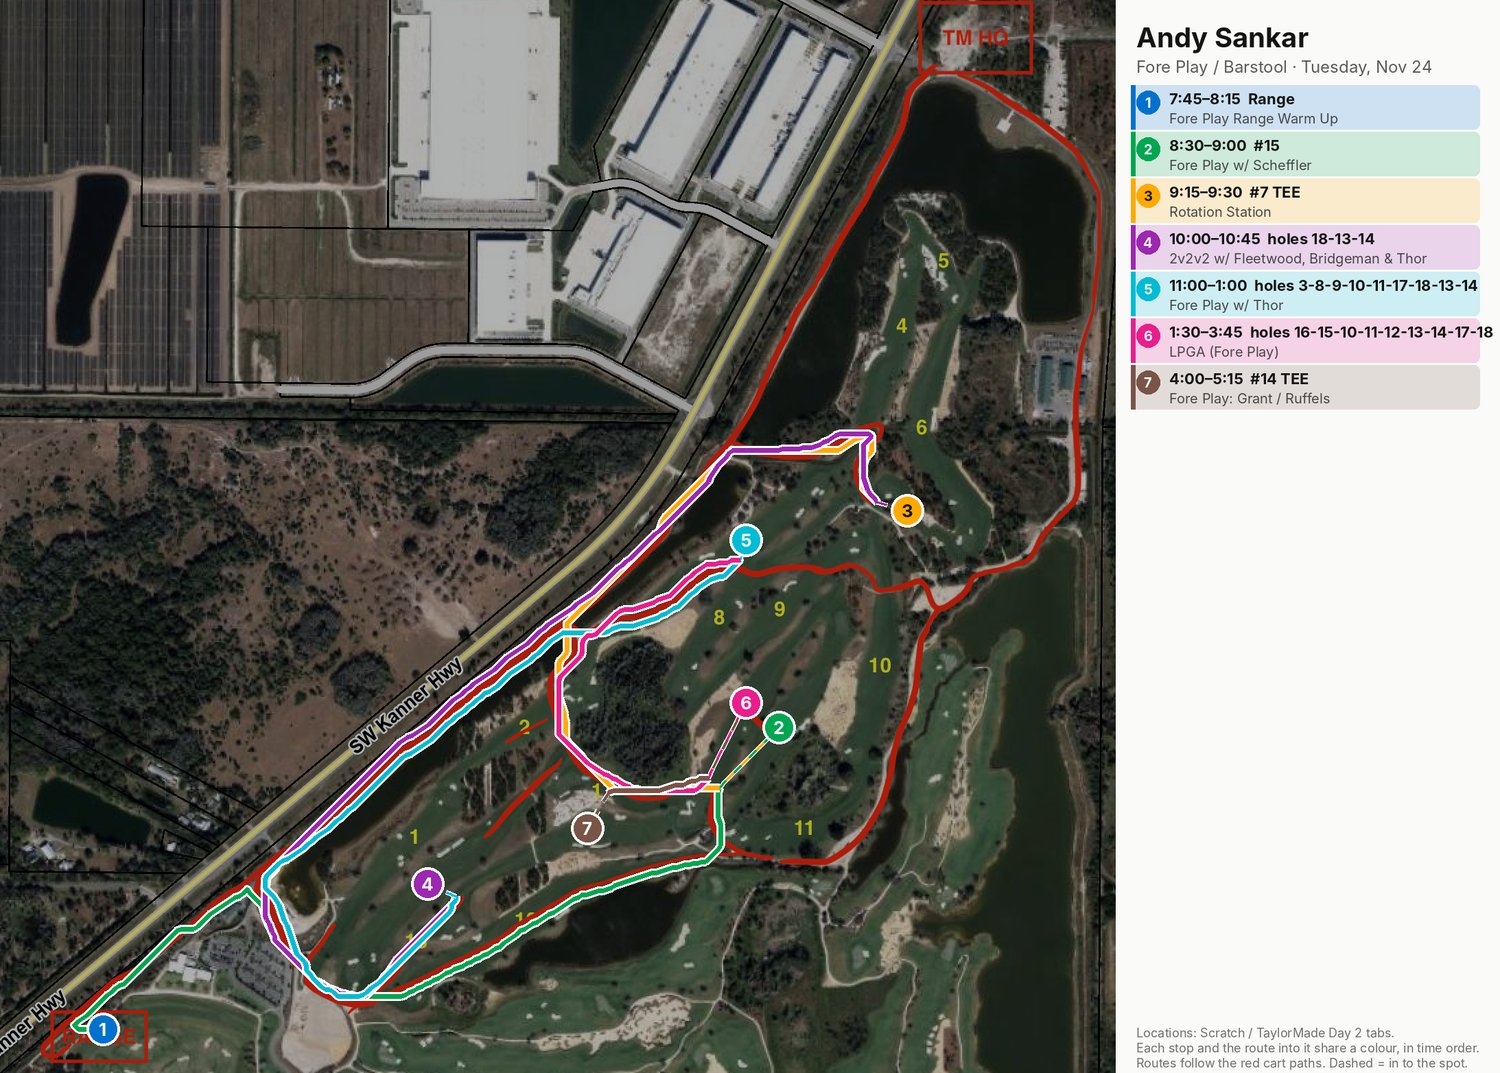 Andy Sankar
Fore Play / Barstool · Tuesday, Nov 24
1 7:45–8:15 Range
Fore Play Range Warm Up
2 8:30–9:00 #15
Fore Play w/ Scheffler
3 9:15–9:30 #7 TEE
Rotation Station
4 10:00–10:45 holes 18-13-14
2v2v2 w/ Fleetwood, Bridgeman & Thor
5 11:00–1:00 holes 3-8-9-10-11-17-18-13-14
Fore Play w/ Thor
6 1:30–3:45 holes 16-15-10-11-12-13-14-17-18
LPGA (Fore Play)
7 4:00–5:15 #14 TEE
Fore Play: Grant / Ruffels
TM HQ
5
4
6
3
5
8
9
10
6
2
2
SW Kanner Hwy
7
11
1
4
nner Hwy
1
Locations: Scratch / TaylorMade Day 2 tabs.
Each stop and the route into it share a colour, in time order.
Routes follow the red cart paths. Dashed = in to the spot.